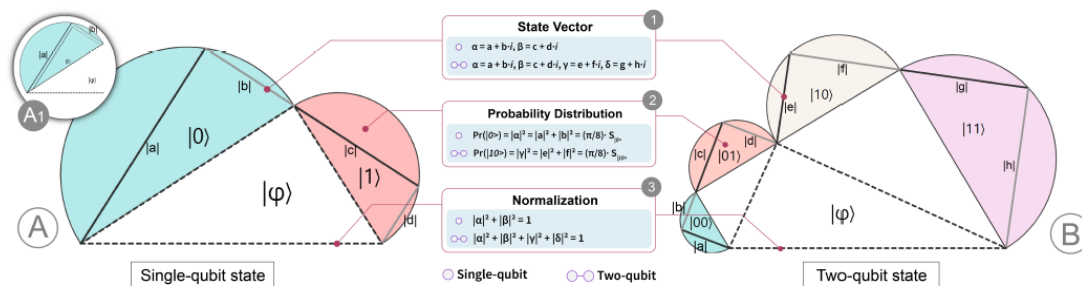 |a|
|b|
|0⟩
|φ⟩
A1
|a|
|b|
|0⟩
|c|
|1⟩
|d|
|φ⟩
A
Single-qubit state
1
State Vector
α = a + b·i, β = c + d·i
α = a + b·i, β = c + d·i, γ = e + f·i, δ = g + h·i
2
Probability Distribution
Pr(|0>) = |α|² = |a|² + |b|² = (π/8)· S
Pr(|10>) = |γ|² = |e|² + |f|² = (π/8)· S
3
Normalization
|α|² + |β|² = 1
|α|² + |β|² + |γ|² + |δ|² = 1
Single-qubit
Two-qubit
|f|
|e|
|10⟩
|g|
|11⟩
|h|
|c|
|d|
|01⟩
|b|
|00⟩
|a|
|φ⟩
B
Two-qubit state